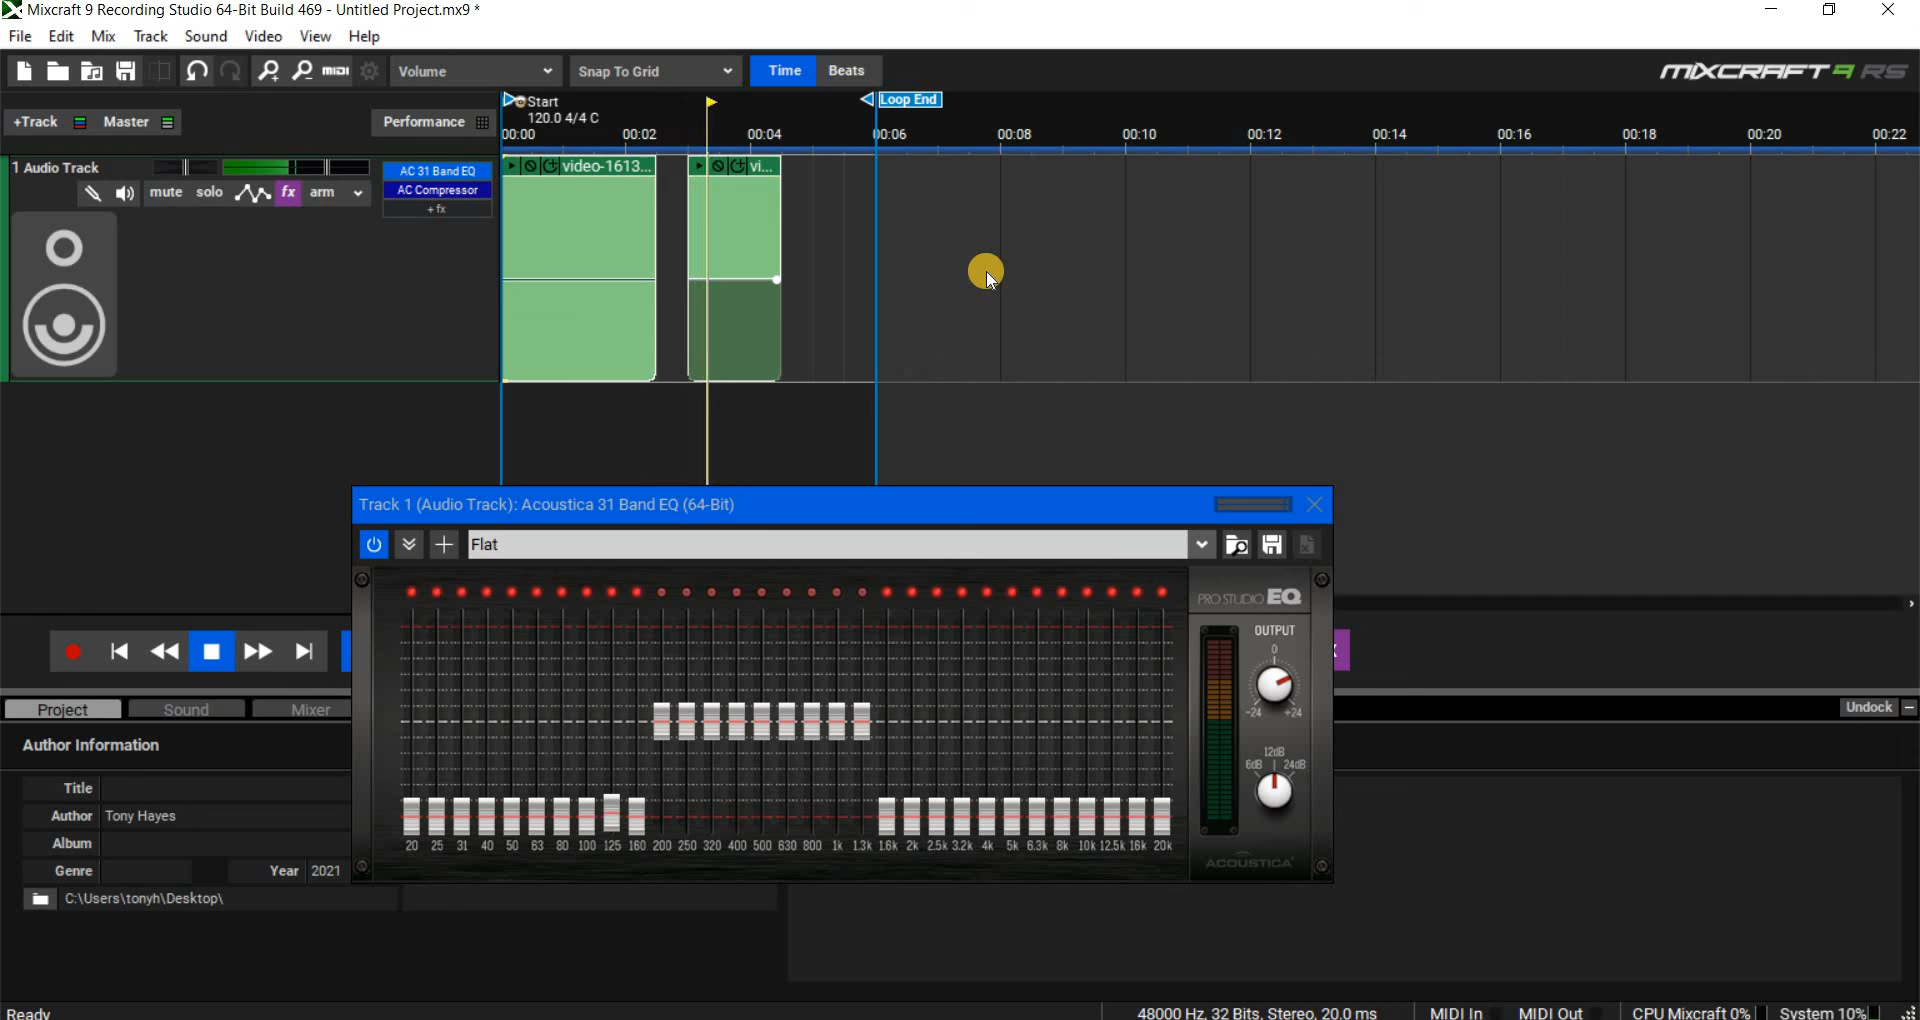 Mixcraft 9 Recording Studio 64-Bit Build 469 - Untitled Project.mx9 *
File Edit Mix Track Sound Video View Help
MIDI Volume Snap To Grid Time Beats MIXCRAFT 9 RS
+Track Master Performance
Start Loop End
120.0 4/4 C
00:00 00:02 00:04 00:06 00:08 00:10 00:12 00:14 00:16 00:18 00:20 00:22
1 Audio Track AC 31 Band EQ video-1613... vi...
mute solo fx arm AC Compressor
+ fx
Track 1 (Audio Track): Acoustica 31 Band EQ (64-Bit)
Flat
PRO STUDIO EQ
OUTPUT
0
-24 +24
12dB
6dB 24dB
20 25 31 40 50 63 80 100 125 160 200 250 320 400 500 630 800 1k 1.3k 1.6k 2k 2.5k 3.2k 4k 5k 6.3k 8k 10k 12.5k 16k 20k
ACOUSTICA
Project Sound Mixer Undock
Author Information
Title
Author Tony Hayes
Album
Genre Year 2021
C:\Users\tonyh\Desktop\
Ready 48000 Hz, 32 Bits, Stereo, 20.0 ms MIDI In MIDI Out CPU Mixcraft 0% System 10%